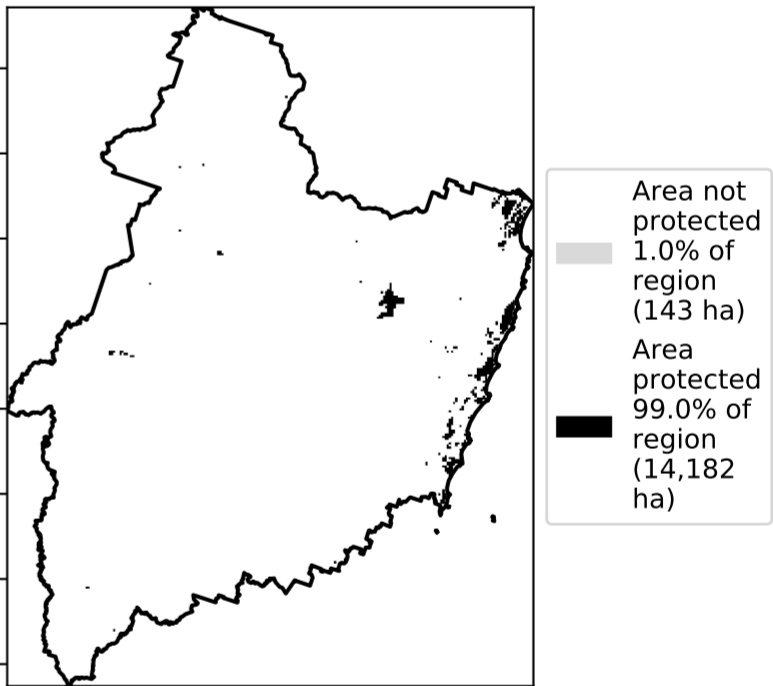 Area not
protected
1.0% of
region
(143 ha)
Area
protected
99.0% of
region
(14,182
ha)